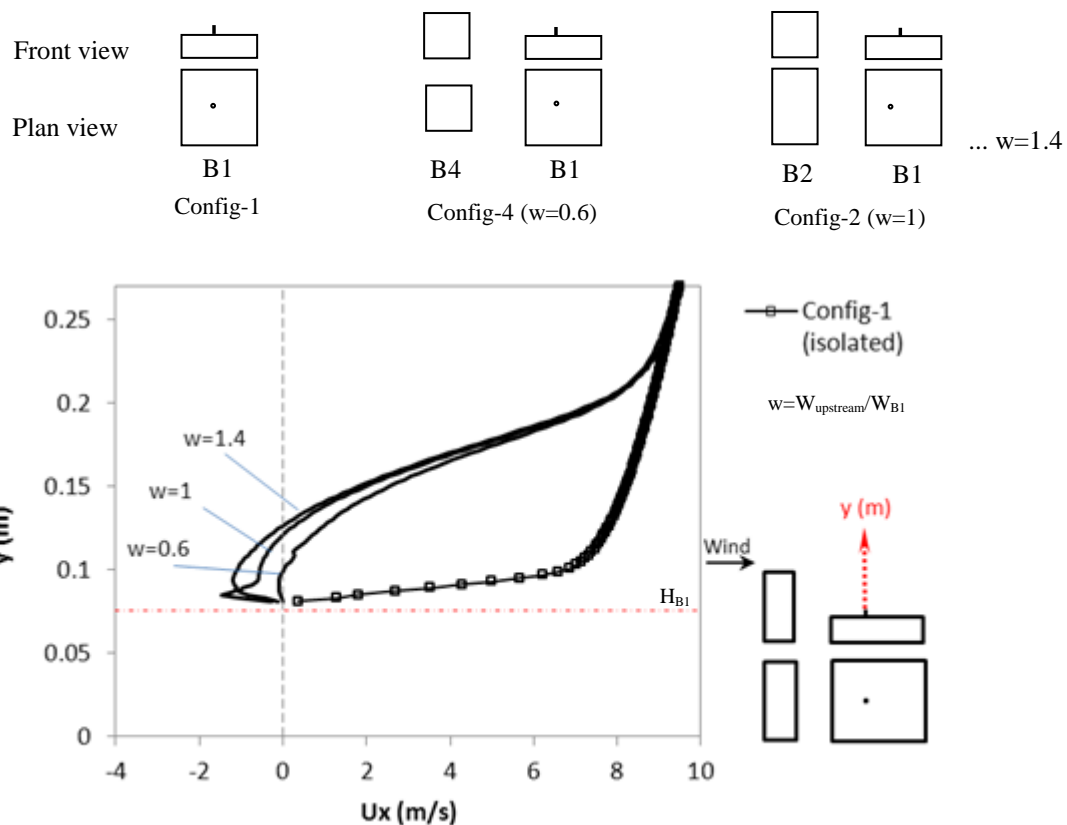 Front view
Plan view
B1
Config-1
B4
B1
Config-4 (w=0.6)
B2
B1
Config-2 (w=1)
... w=1.4
0.25
0.2
0.15
0.1
0.05
0
y (m)
-4
-2
0
2
4
6
8
10
Ux (m/s)
w=1.4
w=1
w=0.6
H_B1
Config-1
(isolated)
w=W_upstream/W_B1
y (m)
Wind